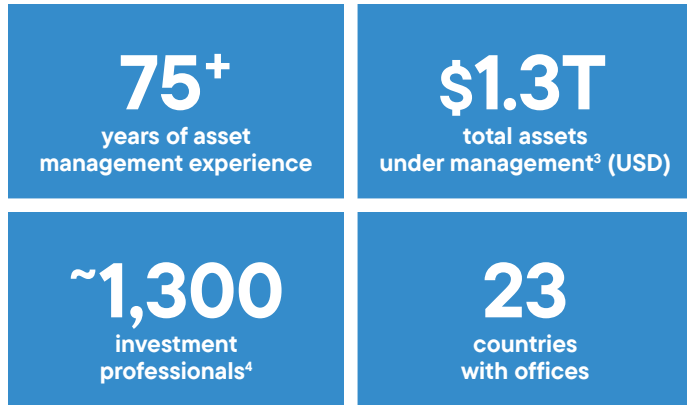 75+
years of asset
management experience
$1.3T
total assets
under management³ (USD)
~1,300
investment
professionals⁴
23
countries
with offices